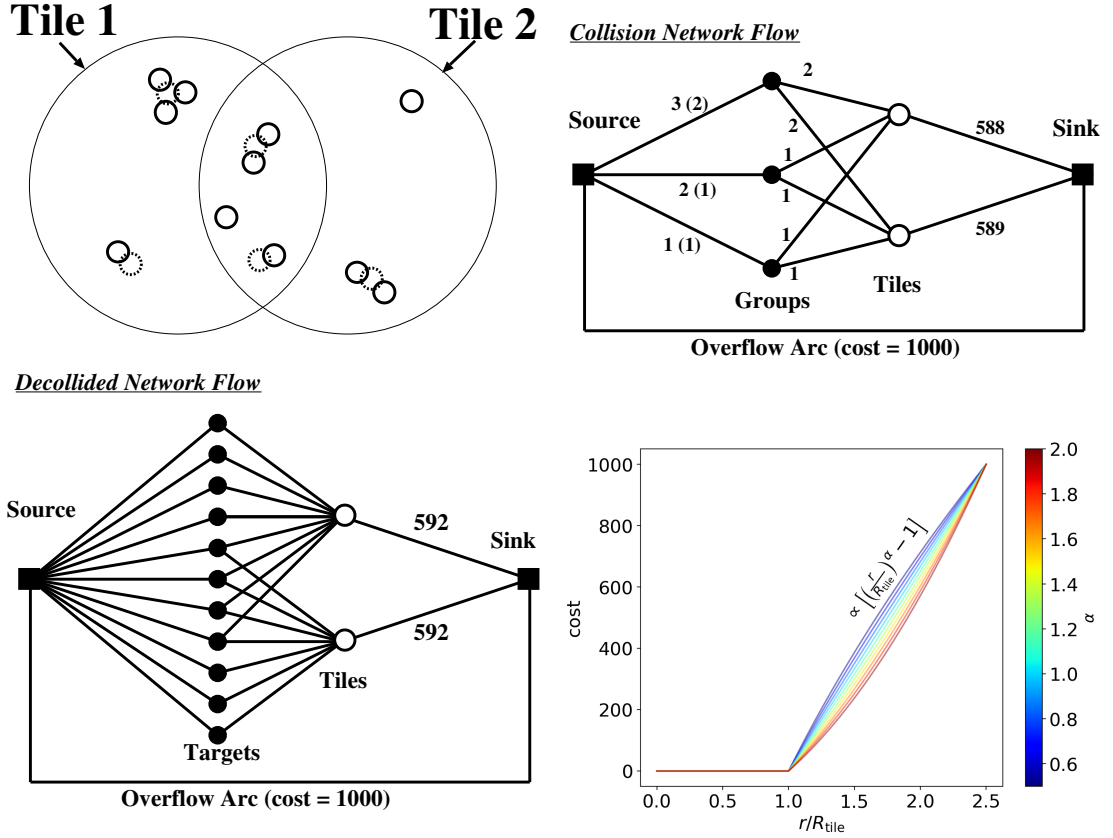 Tile 1
Tile 2
Collision Network Flow
Source
3 (2)
2 (1)
1 (1)
2
2
1
1
1
1
Groups
Tiles
588
589
Sink
Overflow Arc (cost = 1000)
Decollided Network Flow
Source
592
592
Sink
Tiles
Targets
Overflow Arc (cost = 1000)
1000
800
600
400
200
0
cost
∝ [(r/R_tile)^α − 1]
0.0 0.5 1.0 1.5 2.0 2.5
r/R_tile
2.0
1.8
1.6
1.4
1.2
1.0
0.8
0.6
α